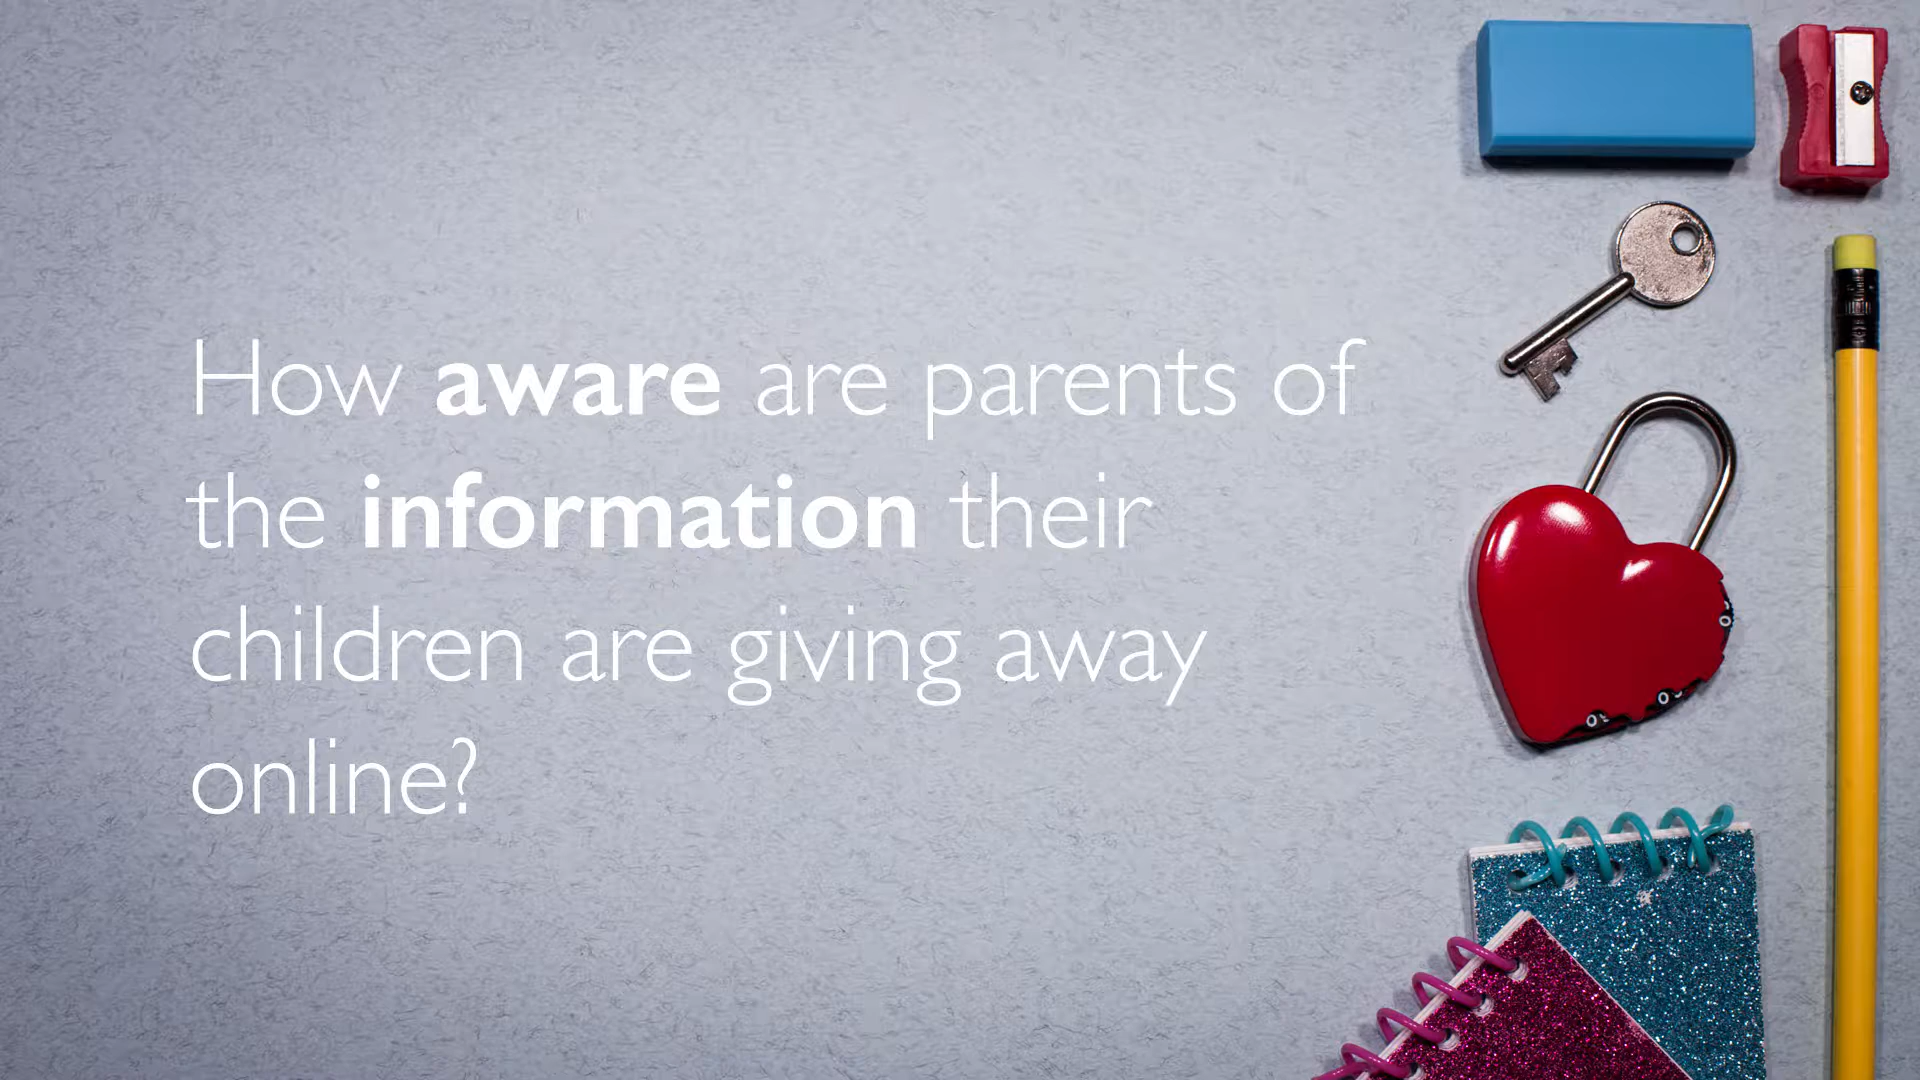 How aware are parents of
the information their
children are giving away
online?